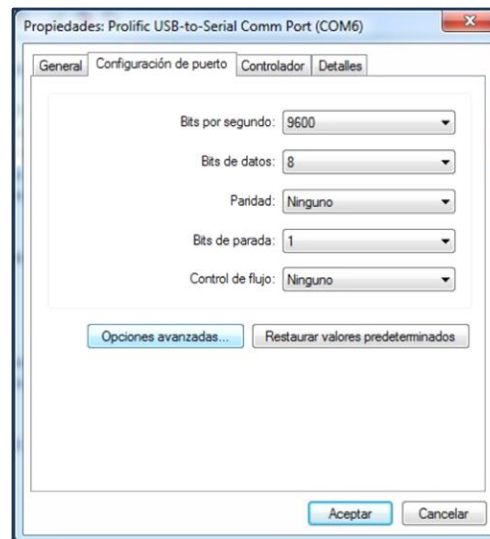 Propiedades: Prolific USB-to-Serial Comm Port (COM6)
General Configuración de puerto Controlador Detalles
Bits por segundo: 9600
Bits de datos: 8
Paridad: Ninguno
Bits de parada: 1
Control de flujo: Ninguno
Opciones avanzadas... Restaurar valores predeterminados
Aceptar Cancelar